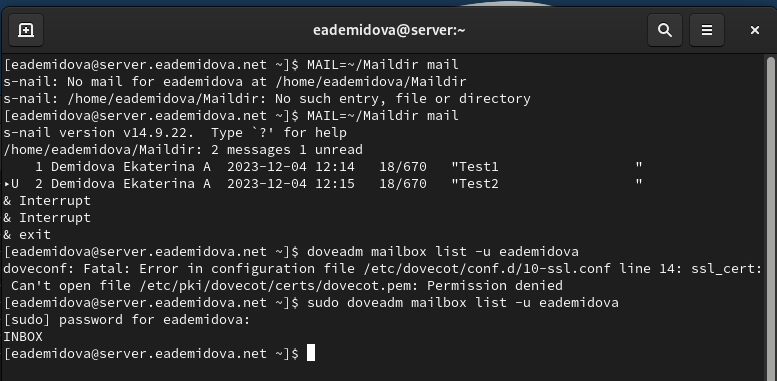 eademidova@server:~
[eademidova@server.eademidova.net ~]$ MAIL=~/Maildir mail
s-nail: No mail for eademidova at /home/eademidova/Maildir
s-nail: /home/eademidova/Maildir: No such entry, file or directory
[eademidova@server.eademidova.net ~]$ MAIL=~/Maildir mail
s-nail version v14.9.22.  Type `?' for help
/home/eademidova/Maildir: 2 messages 1 unread
    1 Demidova Ekaterina A  2023-12-04 12:14   18/670   "Test1                 "
▸U  2 Demidova Ekaterina A  2023-12-04 12:15   18/670   "Test2                 "
& Interrupt
& Interrupt
& exit
[eademidova@server.eademidova.net ~]$ doveadm mailbox list -u eademidova
doveconf: Fatal: Error in configuration file /etc/dovecot/conf.d/10-ssl.conf line 14: ssl_cert:
 Can't open file /etc/pki/dovecot/certs/dovecot.pem: Permission denied
[eademidova@server.eademidova.net ~]$ sudo doveadm mailbox list -u eademidova
[sudo] password for eademidova:
INBOX
[eademidova@server.eademidova.net ~]$